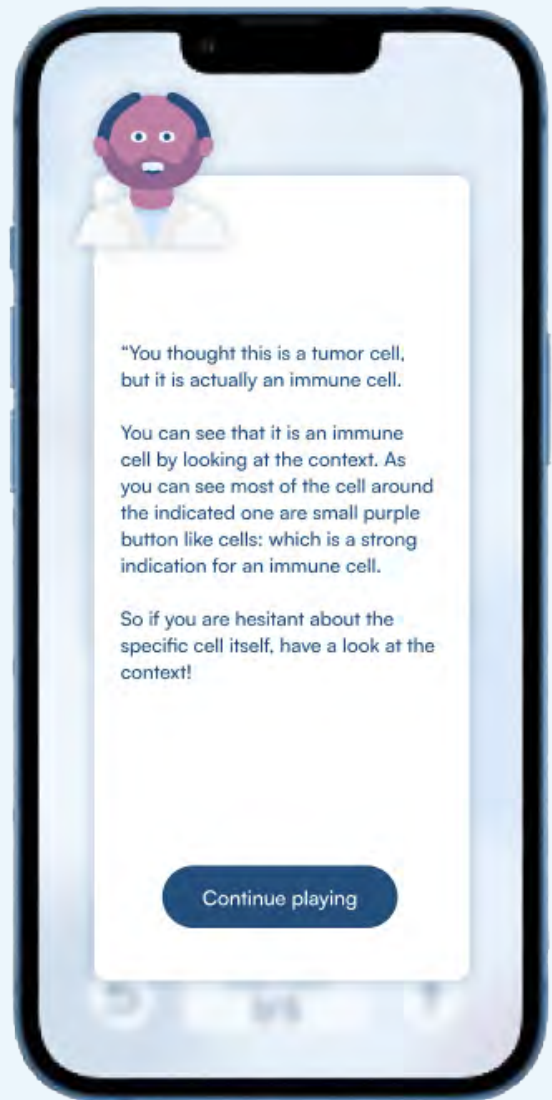 “You thought this is a tumor cell,
but it is actually an immune cell.
You can see that it is an immune
cell by looking at the context. As
you can see most of the cell around
the indicated one are small purple
button like cells: which is a strong
indication for an immune cell.
So if you are hesitant about the
specific cell itself, have a look at the
context!
Continue playing